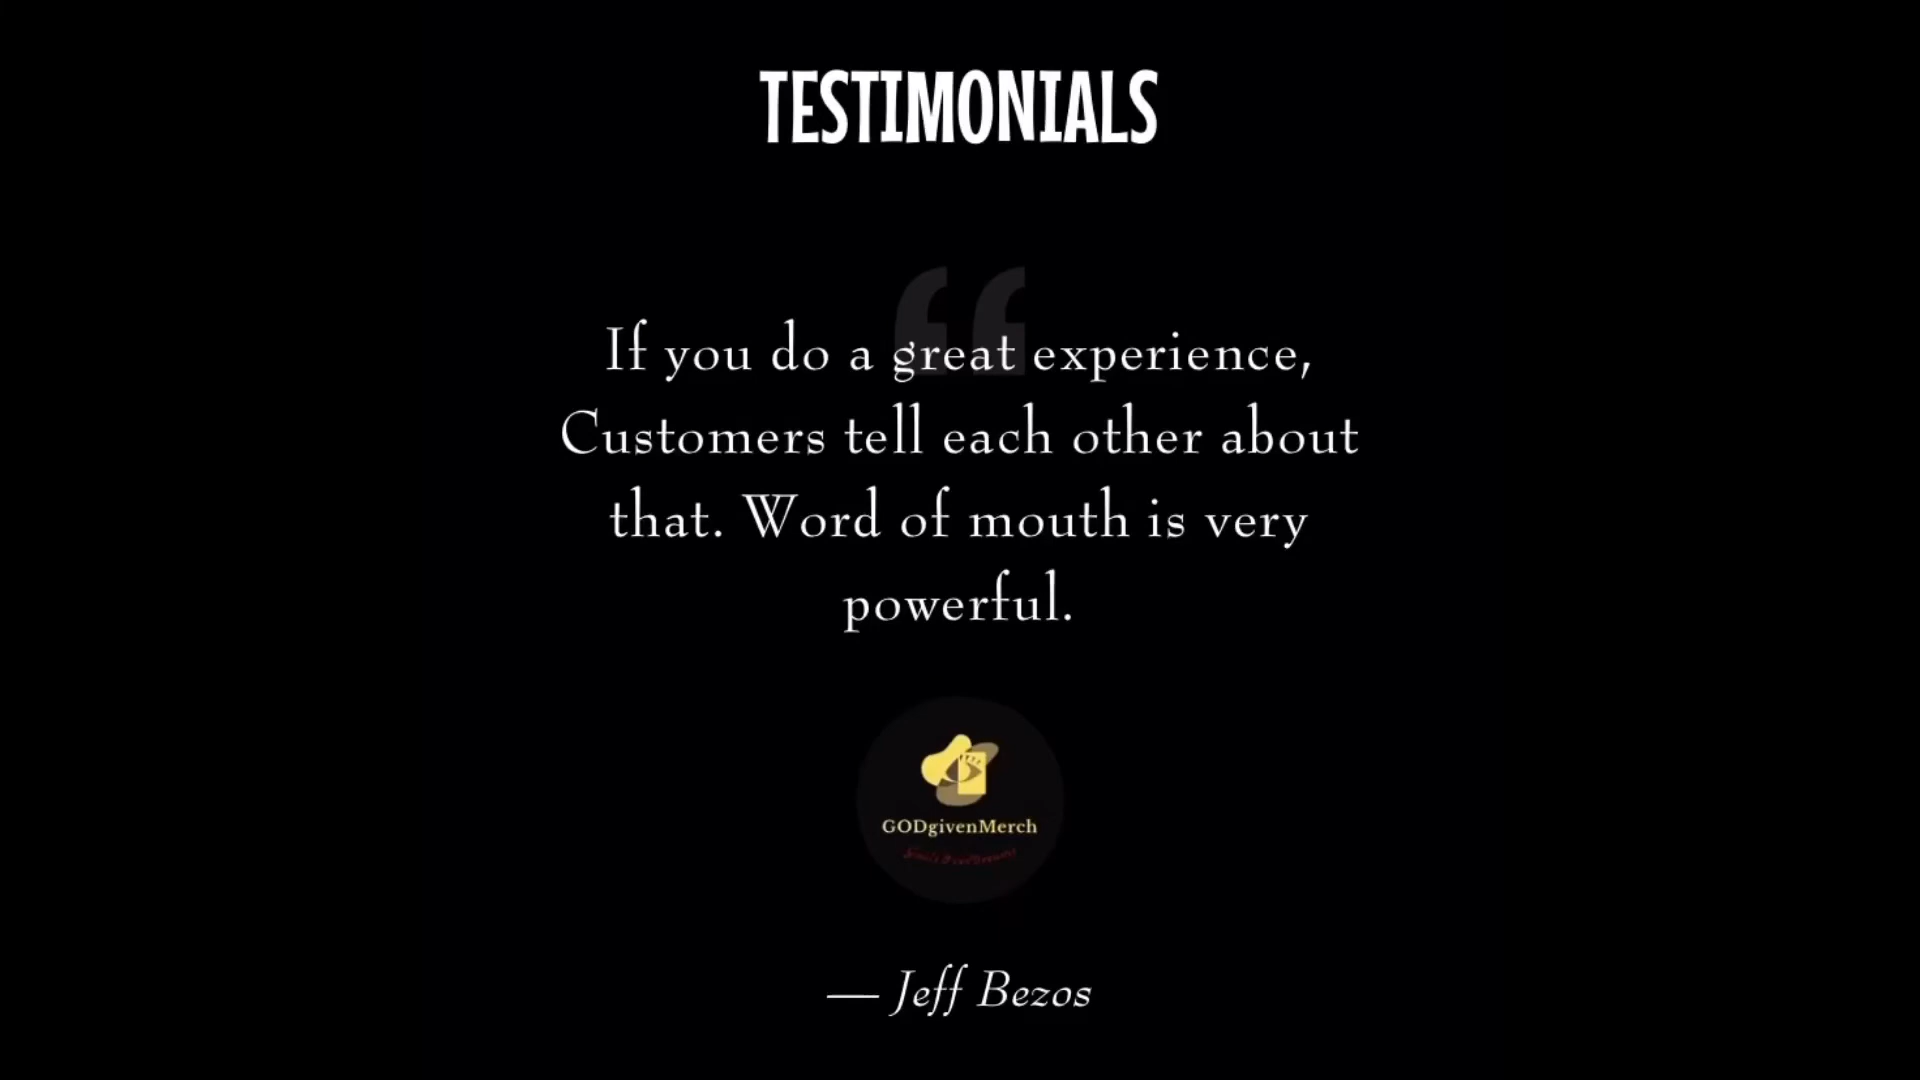 TESTIMONIALS
If you do a great experience,
Customers tell each other about
that. Word of mouth is very
powerful.
GODgivenMerch
— Jeff Bezos